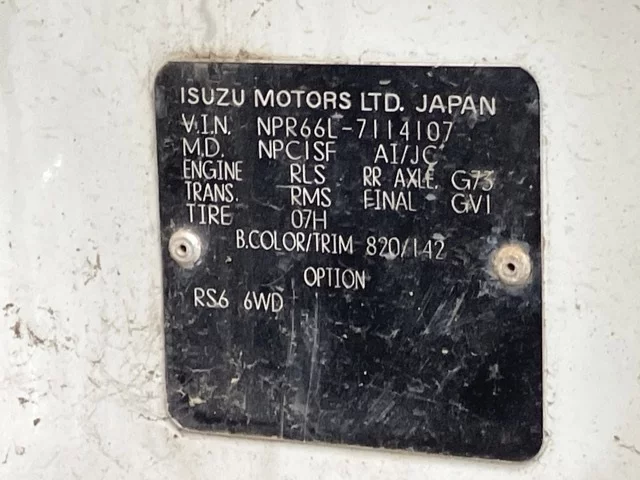 ISUZU MOTORS LTD. JAPAN
V.I.N. NPR66L-7114107
M.D. NPC1SF AI/JC
ENGINE RLS RR AXLE. G73
TRANS. RMS FINAL GV1
TIRE 07H
B.COLOR/TRIM 820/142
OPTION
RS6 6WD